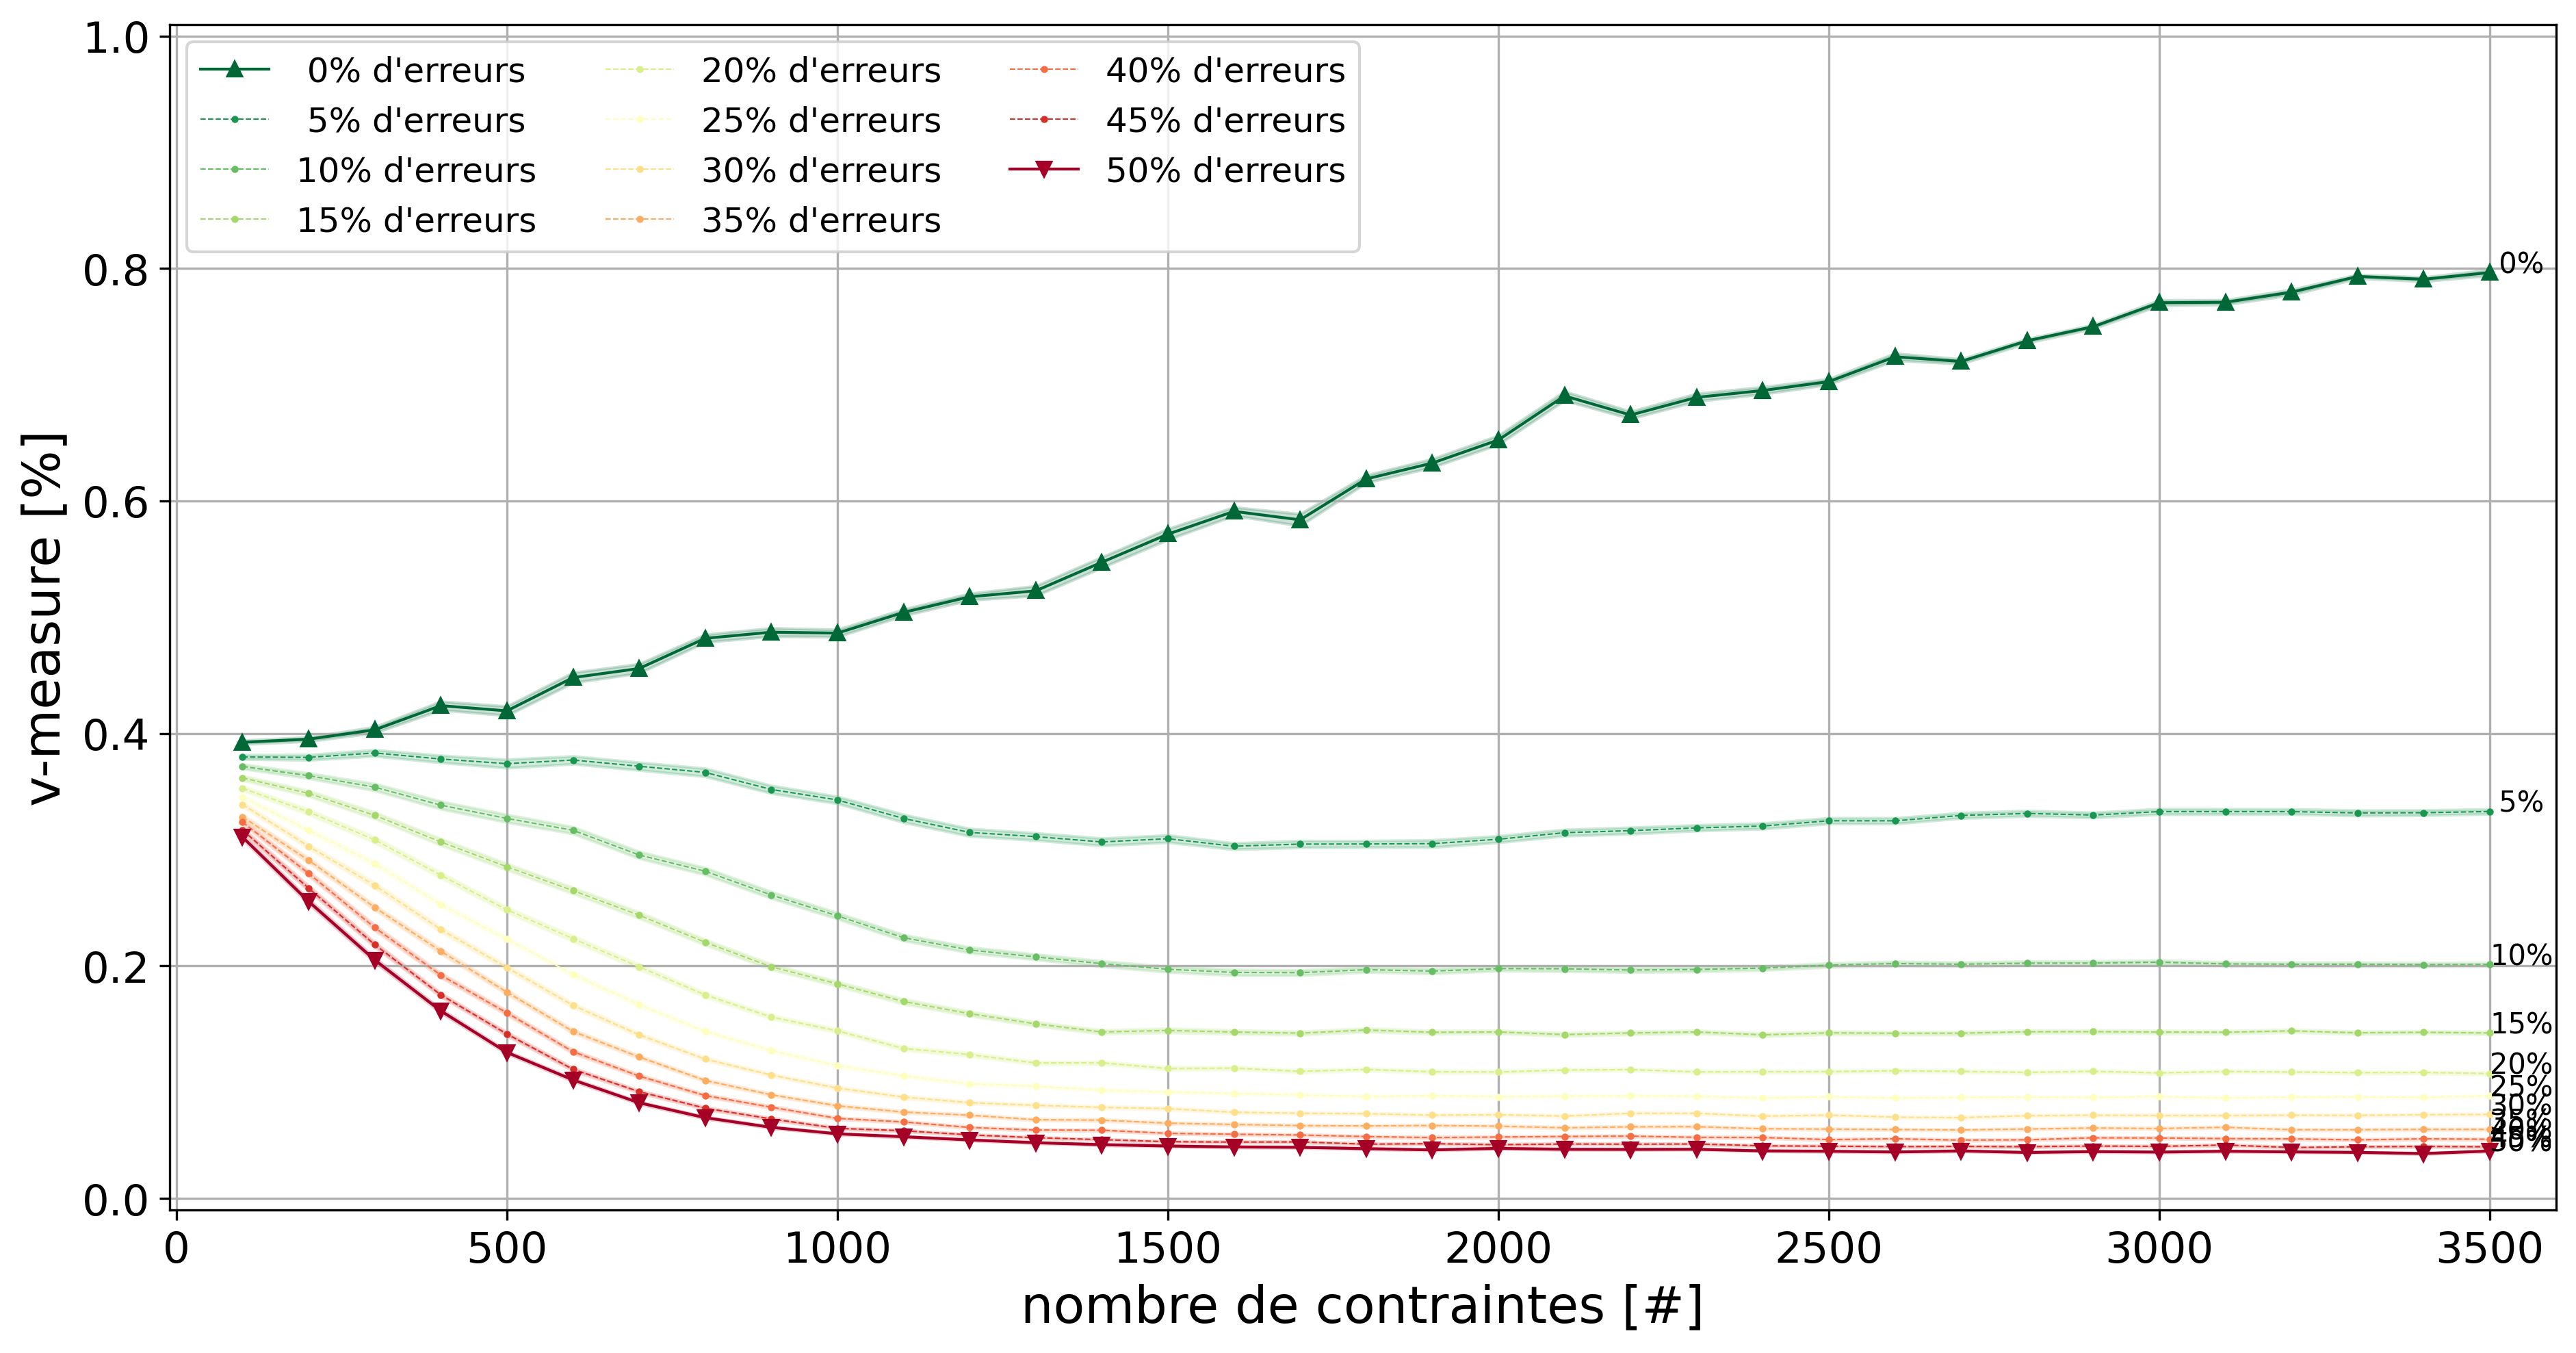 1.0
0.8
0.6
0.4
0.2
0.0
v-measure [%]
0% d'erreurs
5% d'erreurs
10% d'erreurs
15% d'erreurs
20% d'erreurs
25% d'erreurs
30% d'erreurs
35% d'erreurs
40% d'erreurs
45% d'erreurs
50% d'erreurs
0%
5%
10%
15%
20%
25%
30%
50%
0 500 1000 1500 2000 2500 3000 3500
nombre de contraintes [#]